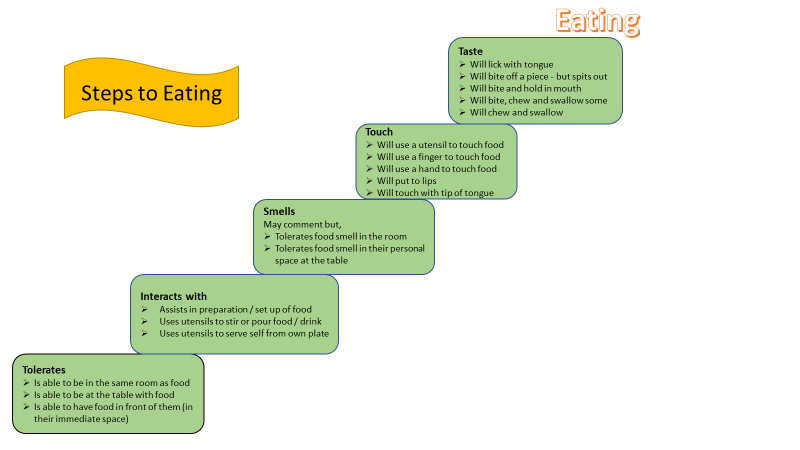 Eating
Steps to Eating
Taste
➢ Will lick with tongue
➢ Will bite off a piece - but spits out
➢ Will bite and hold in mouth
➢ Will bite, chew and swallow some
➢ Will chew and swallow
Touch
➢ Will use a utensil to touch food
➢ Will use a finger to touch food
➢ Will use a hand to touch food
➢ Will put to lips
➢ Will touch with tip of tongue
Smells
May comment but,
➢ Tolerates food smell in the room
➢ Tolerates food smell in their personal
space at the table
Interacts with
➢ Assists in preparation / set up of food
➢ Uses utensils to stir or pour food / drink
➢ Uses utensils to serve self from own plate
Tolerates
➢ Is able to be in the same room as food
➢ Is able to be at the table with food
➢ Is able to have food in front of them (in
their immediate space)